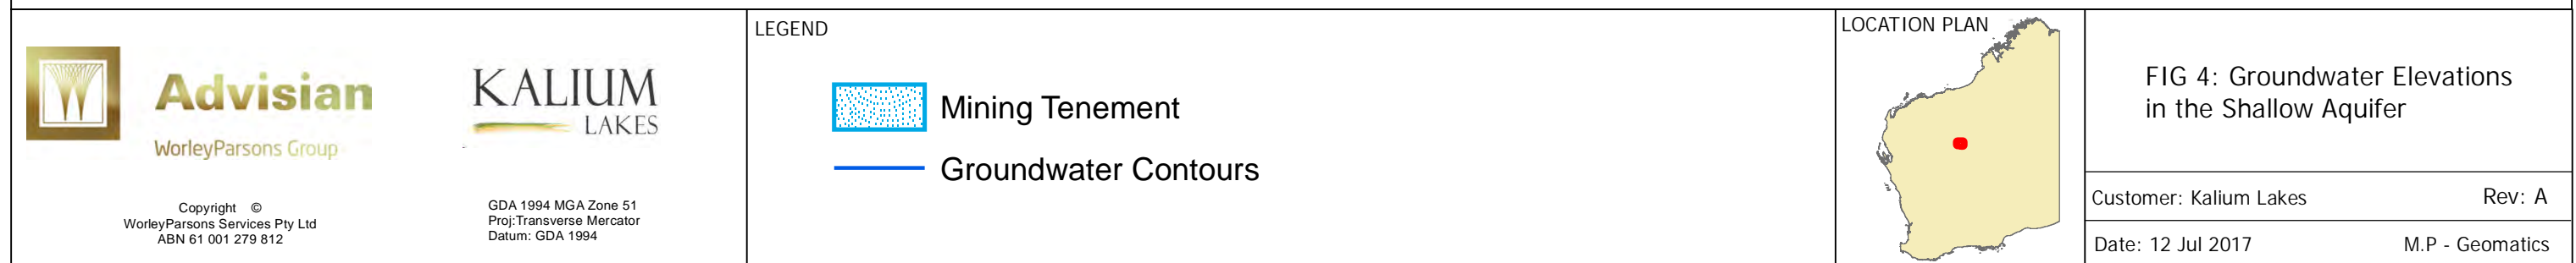 Advisian
WorleyParsons Group
Copyright ©
WorleyParsons Services Pty Ltd
ABN 61 001 279 812
KALIUM
LAKES
GDA 1994 MGA Zone 51
Proj:Transverse Mercator
Datum: GDA 1994
LEGEND
Mining Tenement
Groundwater Contours
LOCATION PLAN
FIG 4: Groundwater Elevations
in the Shallow Aquifer
Customer: Kalium Lakes Rev: A
Date: 12 Jul 2017 M.P - Geomatics